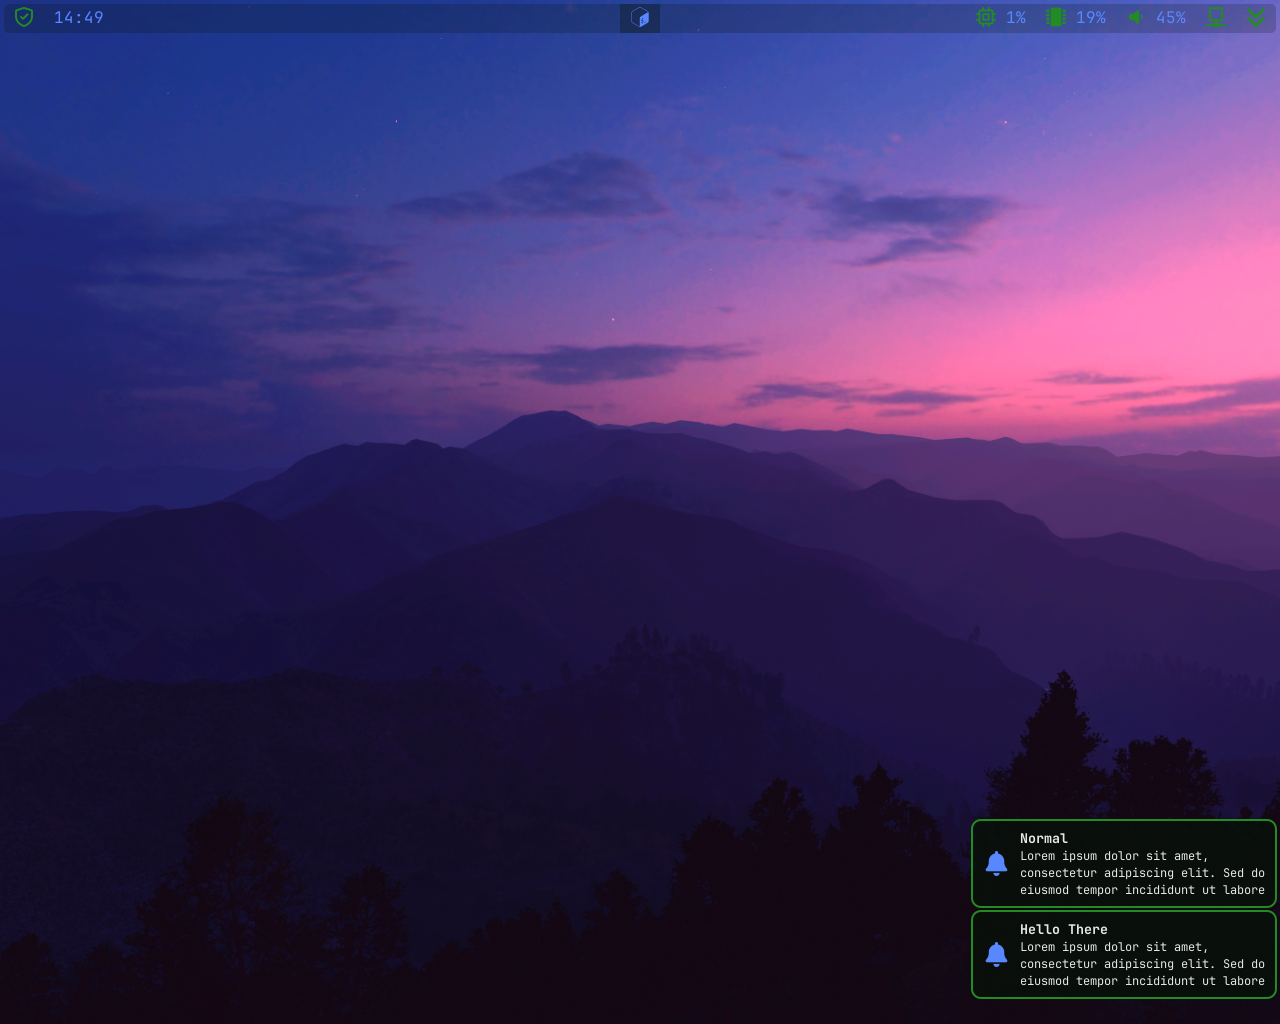 14:49
1%
19%
45%
Normal
Lorem ipsum dolor sit amet,
consectetur adipiscing elit. Sed do
eiusmod tempor incididunt ut labore
Hello There
Lorem ipsum dolor sit amet,
consectetur adipiscing elit. Sed do
eiusmod tempor incididunt ut labore